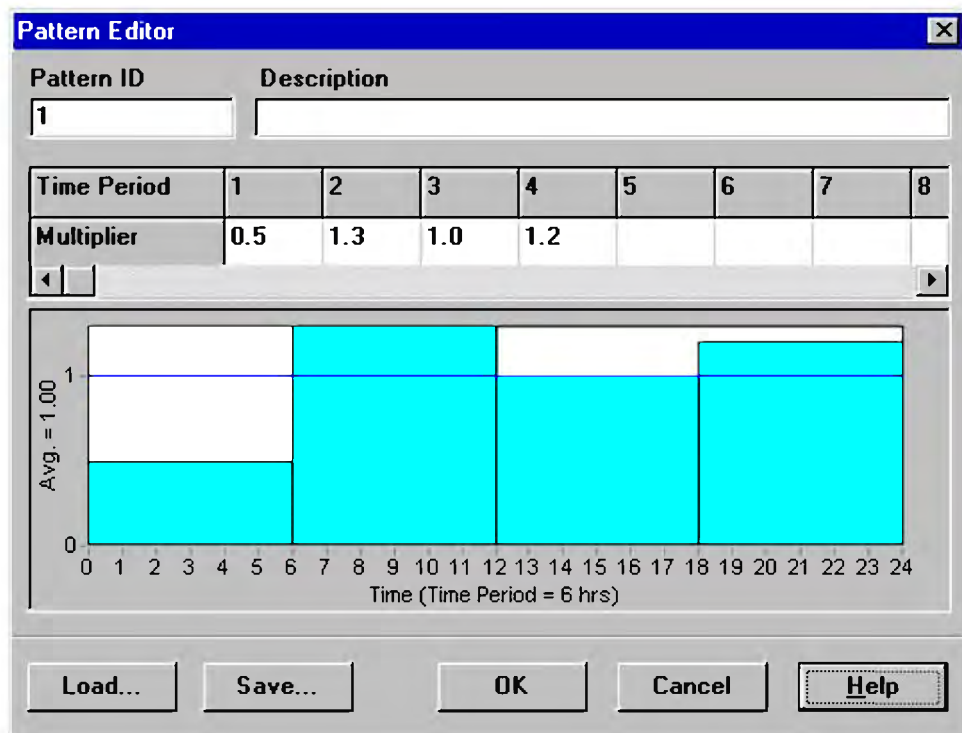 Pattern Editor
Pattern ID Description
1
Time Period 1 2 3 4 5 6 7 8
Multiplier 0.5 1.3 1.0 1.2
Avg. = 1.00
1
0
0 1 2 3 4 5 6 7 8 9 10 11 12 13 14 15 16 17 18 19 20 21 22 23 24
Time (Time Period = 6 hrs)
Load... Save... OK Cancel Help